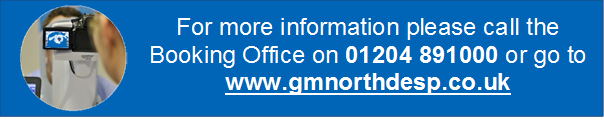 For more information please call the
Booking Office on 01204 891000 or go to
www.gmnorthdesp.co.uk